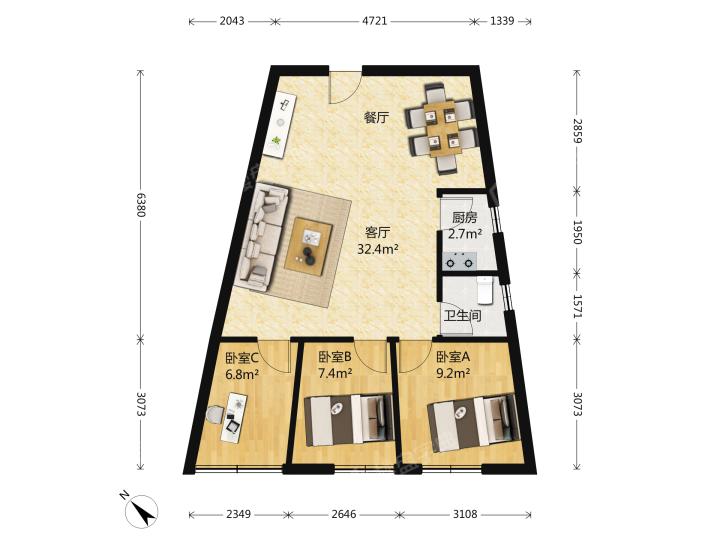 2043
4721
1339
餐厅
2859
6380
客厅
32.4m²
厨房
2.7m²
1950
卫生间
1571
卧室C
6.8m²
卧室B
7.4m²
卧室A
9.2m²
3073
3073
N
2349
2646
3108